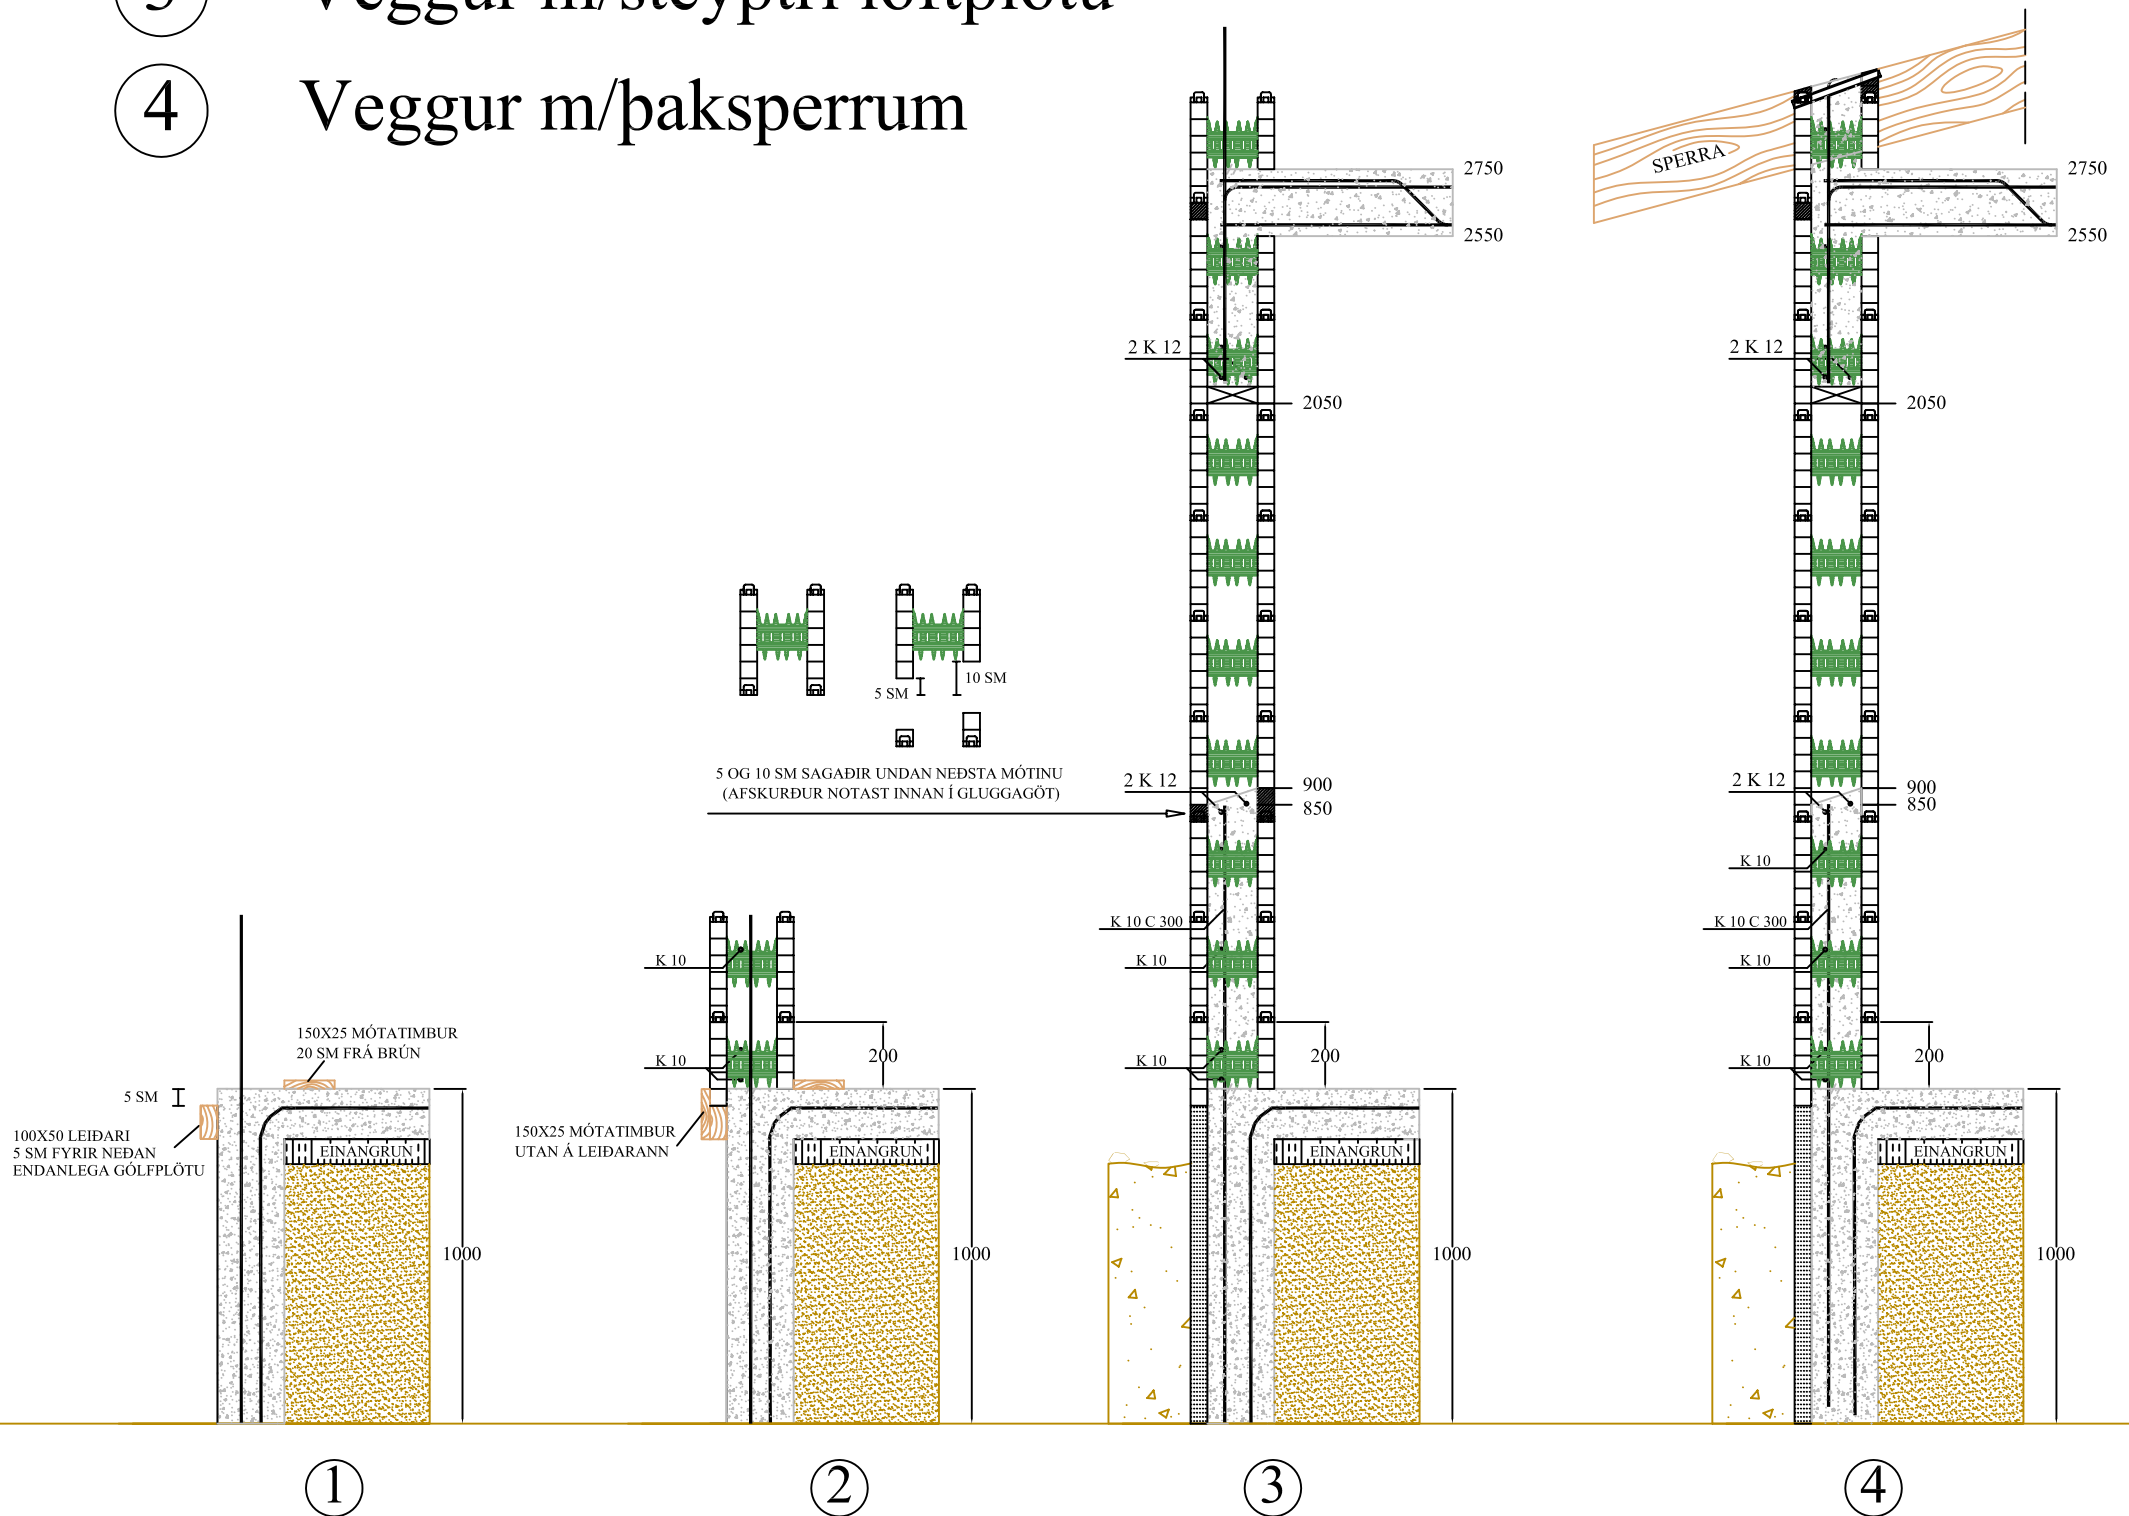 3 Veggur m/steyptri loftplötu
4 Veggur m/þaksperrum
SPERRA
2750
2550
2750
2550
2 K 12
2050
2 K 12
2050
5 SM
10 SM
5 OG 10 SM SAGAÐIR UNDAN NEÐSTA MÓTINU
(AFSKURÐUR NOTAST INNAN Í GLUGGAGÖT)
2 K 12
900
850
2 K 12
900
850
K 10
K 10 C 300
K 10 C 300
K 10
K 10
K 10
150X25 MÓTATIMBUR
20 SM FRÁ BRÚN
200
200
200
K 10
K 10
K 10
5 SM
100X50 LEIÐARI
5 SM FYRIR NEÐAN
ENDANLEGA GÓLFPLÖTU
150X25 MÓTATIMBUR
UTAN Á LEIÐARANN
EINANGRUN
EINANGRUN
EINANGRUN
EINANGRUN
1000
1000
1000
1000
1
2
3
4